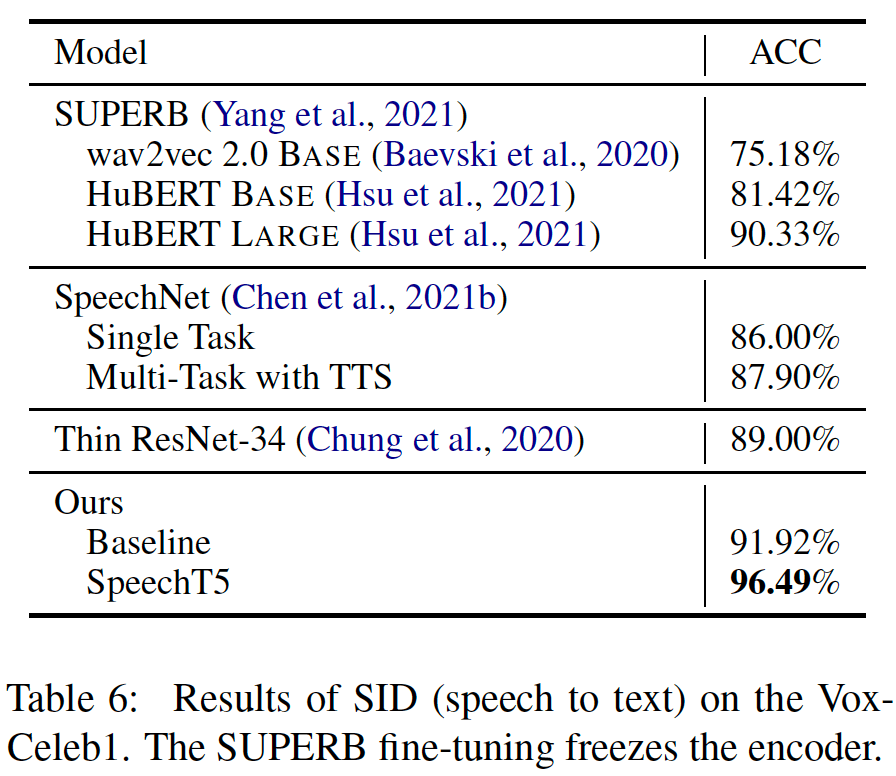 Model ACC
SUPERB (Yang et al., 2021)
wav2vec 2.0 BASE (Baevski et al., 2020) 75.18%
HuBERT BASE (Hsu et al., 2021) 81.42%
HuBERT LARGE (Hsu et al., 2021) 90.33%
SpeechNet (Chen et al., 2021b)
Single Task 86.00%
Multi-Task with TTS 87.90%
Thin ResNet-34 (Chung et al., 2020) 89.00%
Ours
Baseline 91.92%
SpeechT5 96.49%
Table 6: Results of SID (speech to text) on the Vox-
Celeb1. The SUPERB fine-tuning freezes the encoder.